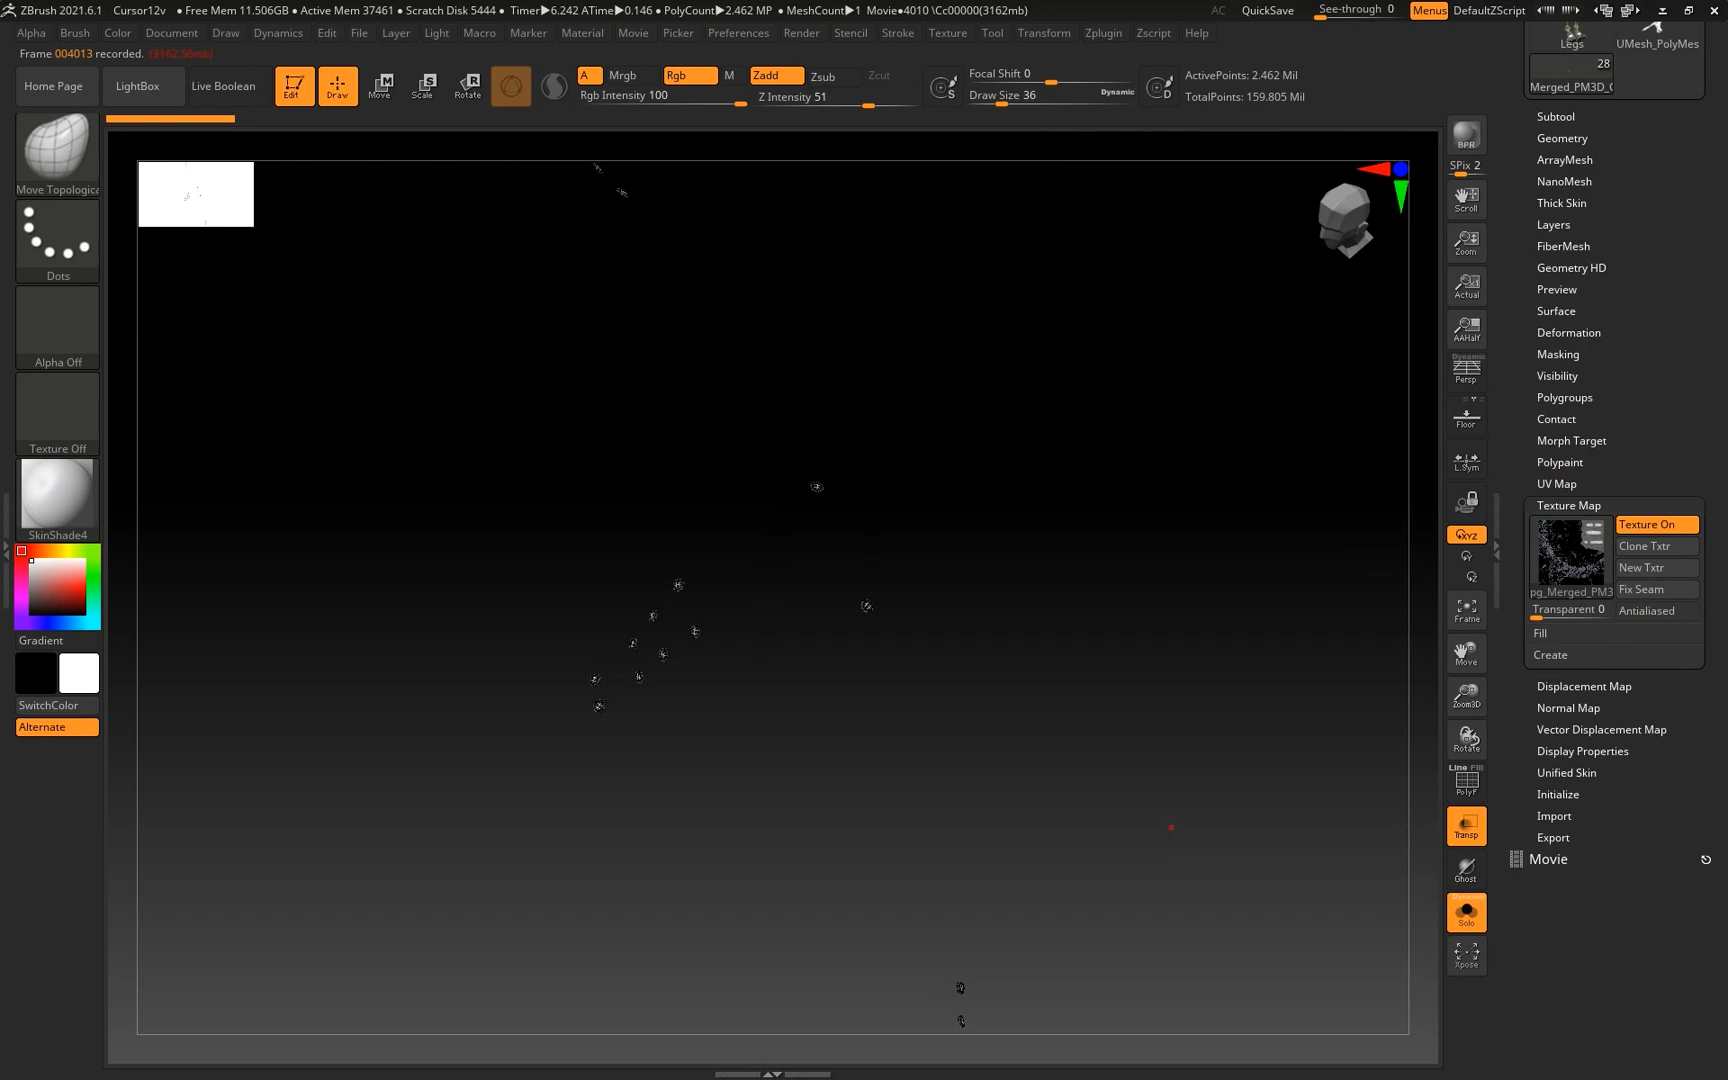 ZBrush 2021.6.1 Cursor12v • Free Mem 11.506GB • Active Mem 37461 • Scratch Disk 5444 • Timer▶6.242 ATime▶0.146 • PolyCount▶2.462 MP • MeshCount▶1 Movie●4010 \Cc00000(3162mb) AC QuickSave See-through 0 Menus DefaultZScript
Alpha Brush Color Document Draw Dynamics Edit File Layer Light Macro Marker Material Movie Picker Preferences Render Stencil Stroke Texture Tool Transform Zplugin Zscript Help
Frame 004013 recorded. (3162.56mb)
Home Page LightBox Live Boolean Edit Draw Move Scale Rotate
A Mrgb Rgb M Zadd Zsub Zcut
Rgb Intensity 100 Z Intensity 51
S Focal Shift 0
Draw Size 36 Dynamic D
ActivePoints: 2.462 Mil
TotalPoints: 159.805 Mil
Move Topologica
Dots
Alpha Off
Texture Off
SkinShade4
Gradient
SwitchColor
Alternate
BPR
SPix 2
Scroll
Zoom
Actual
AAHalf
Dynamic
Persp
Floor
L.Sym
XYZ
Frame
Move
Zoom3D
Rotate
Line Fill
PolyF
Transp
Ghost
Dynamic
Solo
Xpose
Legs UMesh_PolyMes
28
Merged_PM3D_C
Subtool
Geometry
ArrayMesh
NanoMesh
Thick Skin
Layers
FiberMesh
Geometry HD
Preview
Surface
Deformation
Masking
Visibility
Polygroups
Contact
Morph Target
Polypaint
UV Map
Texture Map
Texture On
Clone Txtr
New Txtr
pg_Merged_PM3 Fix Seam
Transparent 0 Antialiased
Fill
Create
Displacement Map
Normal Map
Vector Displacement Map
Display Properties
Unified Skin
Initialize
Import
Export
Movie